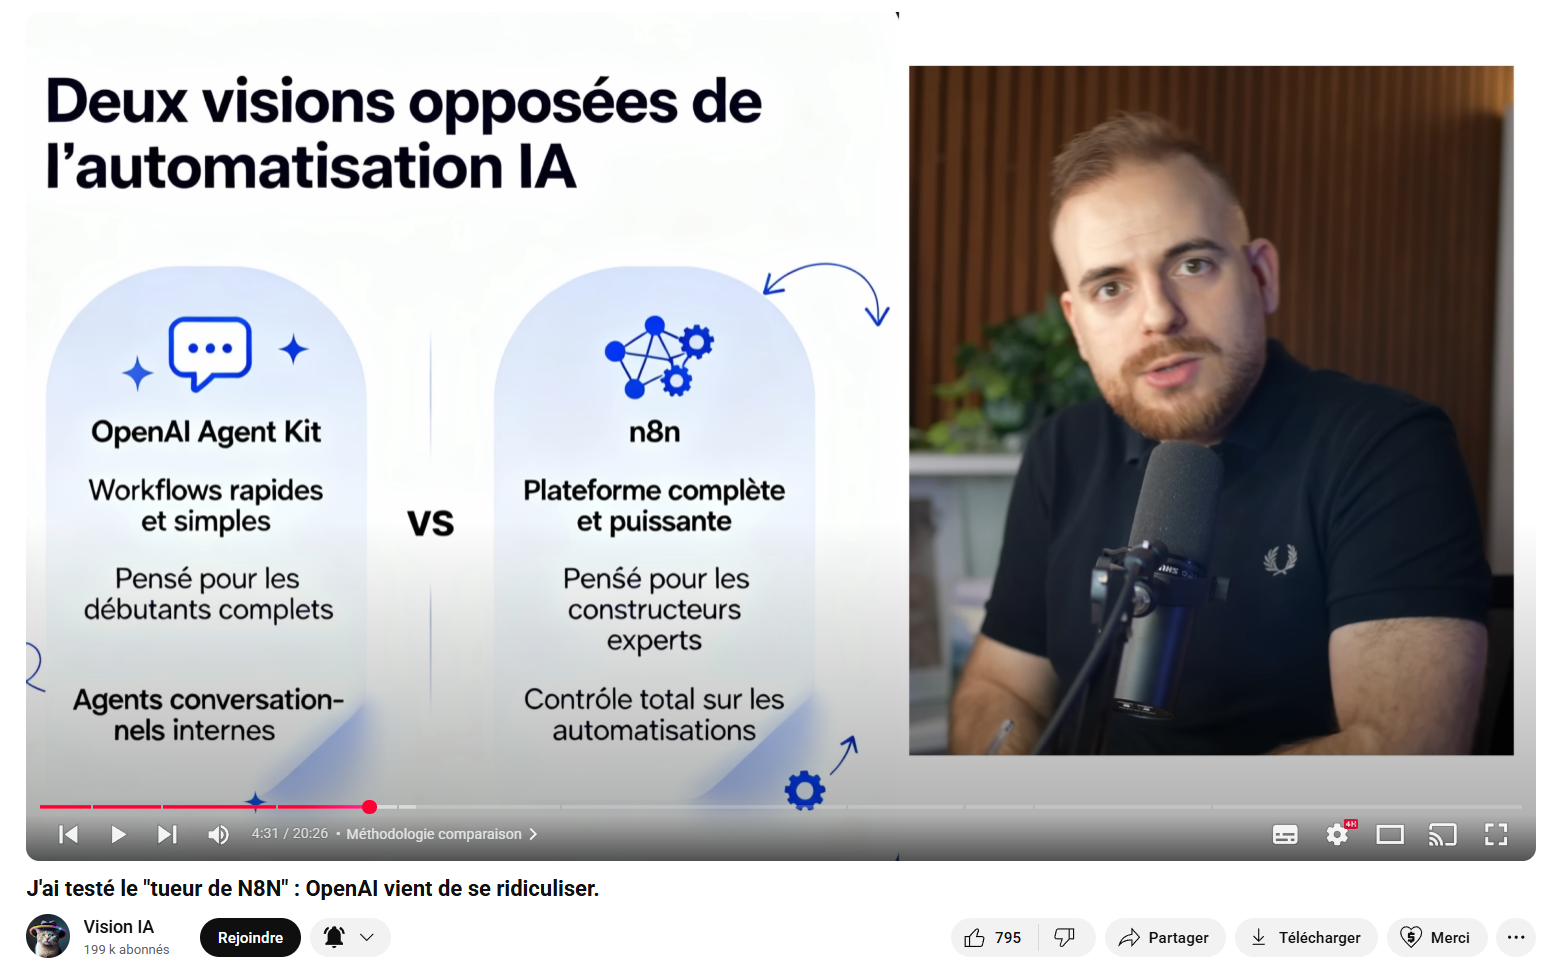 Deux visions opposées de
l'automatisation IA
OpenAI Agent Kit
Workflows rapides
et simples
Pensé pour les
débutants complets
Agents conversation-
nels internes
vs
n8n
Plateforme complète
et puissante
Penśé pour les
constructeurs
experts
Contrôle total sur les
automatisations
4:31 / 20:26 • Méthodologie comparaison
J'ai testé le "tueur de N8N" : OpenAI vient de se ridiculiser.
Vision IA
199 k abonnés
Rejoindre
795
Partager
Télécharger
Merci